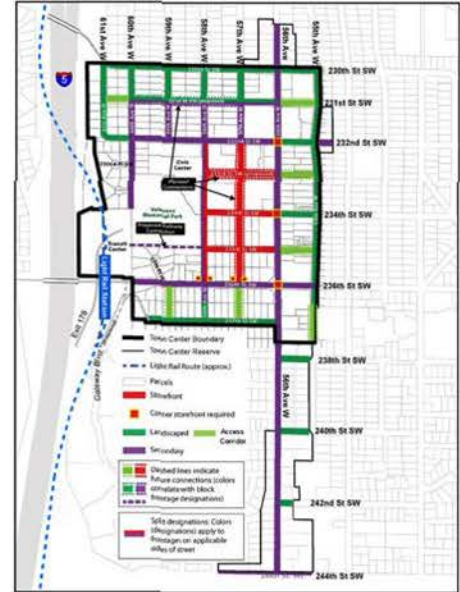 61st Ave W
60th Ave W
59th Ave W
58th Ave W
57th Ave W
56th Ave
55th Ave W
5
230th St SW
231st St SW
232nd St SW
Civic
Center
Veterans
Memorial Park
Transit
Center
234th St SW
236th St SW
Light Rail Station
Exit 179
Gateway Blvd
Town Center Boundary
Town Center Reserve
Light Rail Route (approx.)
Parcels
Storefront
Corner storefront required
Landscaped
Access
Corridor
Secondary
Dashed lines indicate
future connections (colors
correlate with block
frontage designations)
Split designations: Colors
(designations) apply to
frontages on applicable
sides of street
56th Ave W
238th St SW
240th St SW
242nd St SW
244th St SW